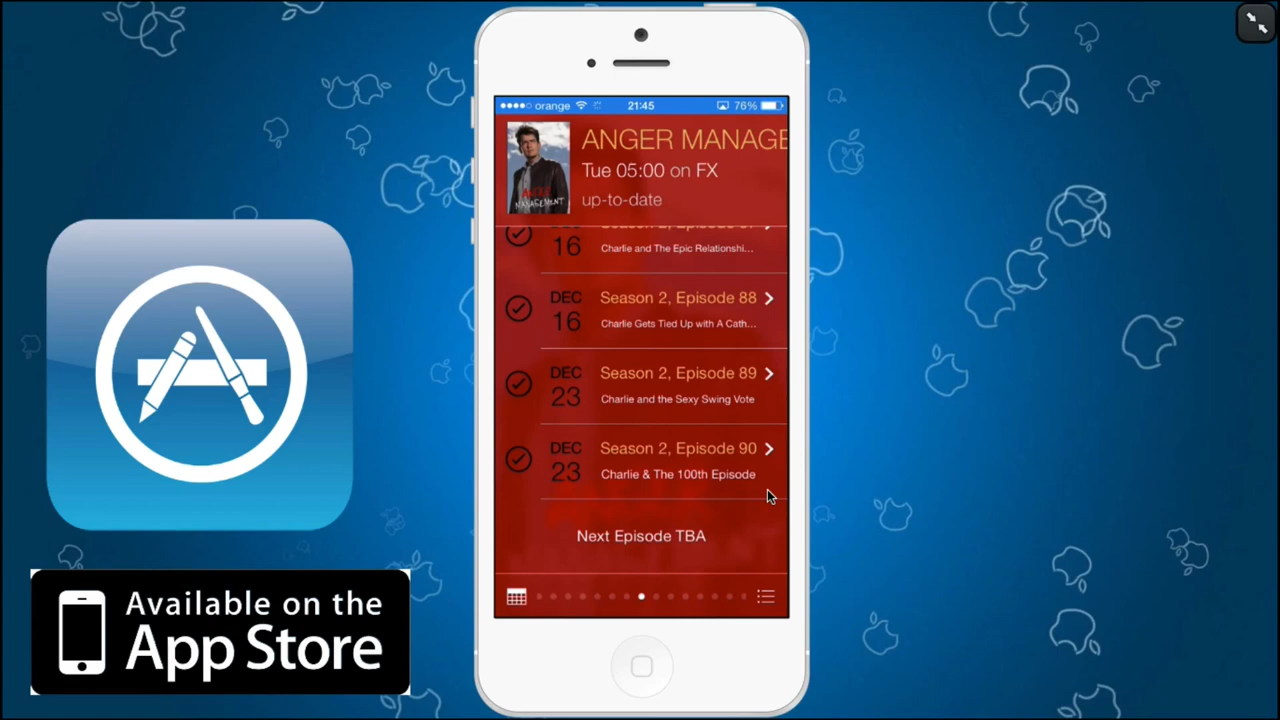 orange
21:45
76%
ANGER MANAGE
Tue 05:00 on FX
up-to-date
MANAGEMENT
16
Charlie and The Epic Relationshi...
DEC
16
Season 2, Episode 88
Charlie Gets Tied Up with A Cath...
DEC
23
Season 2, Episode 89
Charlie and the Sexy Swing Vote
DEC
23
Season 2, Episode 90
Charlie & The 100th Episode
Next Episode TBA
Available on the
App Store